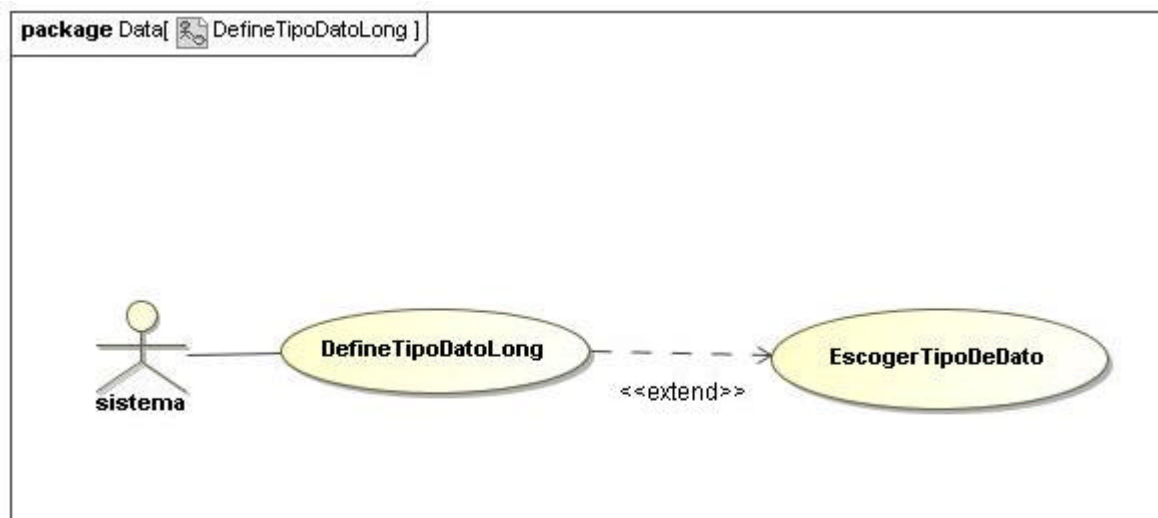 package Data[ DefineTipoDatoLong ]
DefineTipoDatoLong
EscogerTipoDeDato
<<extend>>
sistema